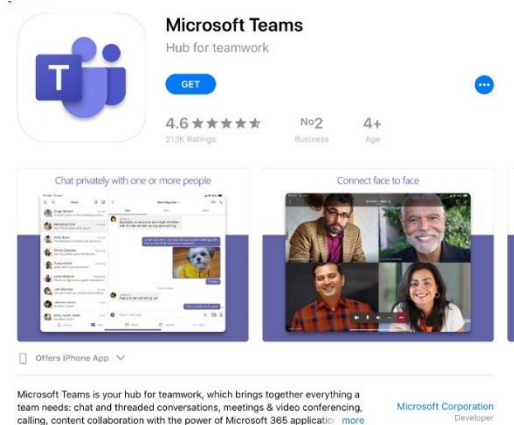 Microsoft Teams
Hub for teamwork
T
GET
4.6 ★★★★★
No2
4+
213K Ratings
Business
Age
Chat privately with one or more people
Connect face to face
Offers iPhone App
Microsoft Teams is your hub for teamwork, which brings together everything a
team needs: chat and threaded conversations, meetings & video conferencing,
calling, content collaboration with the power of Microsoft 365 applicatio more
Microsoft Corporation
Developer